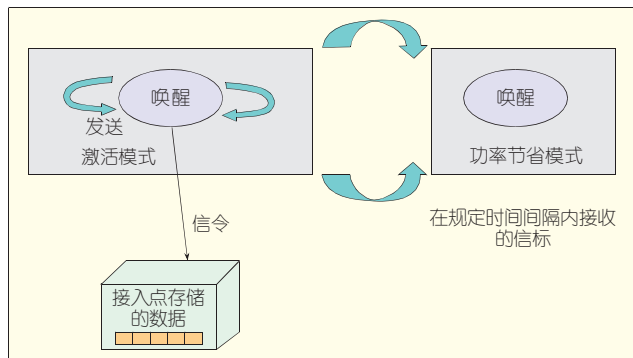 唤醒
发送
激活模式
唤醒
功率节省模式
信令
在规定时间间隔内接收
的信标
接入点存储
的数据